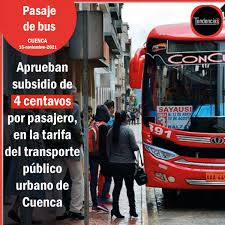 Pasaje
de bus
CUENCA
15-noviembre-2021
Aprueban
subsidio de
4 centavos
por pasajero,
en la tarifa
del transporte
público
urbano de
Cuenca
Tendencias
SAYAUSI
197